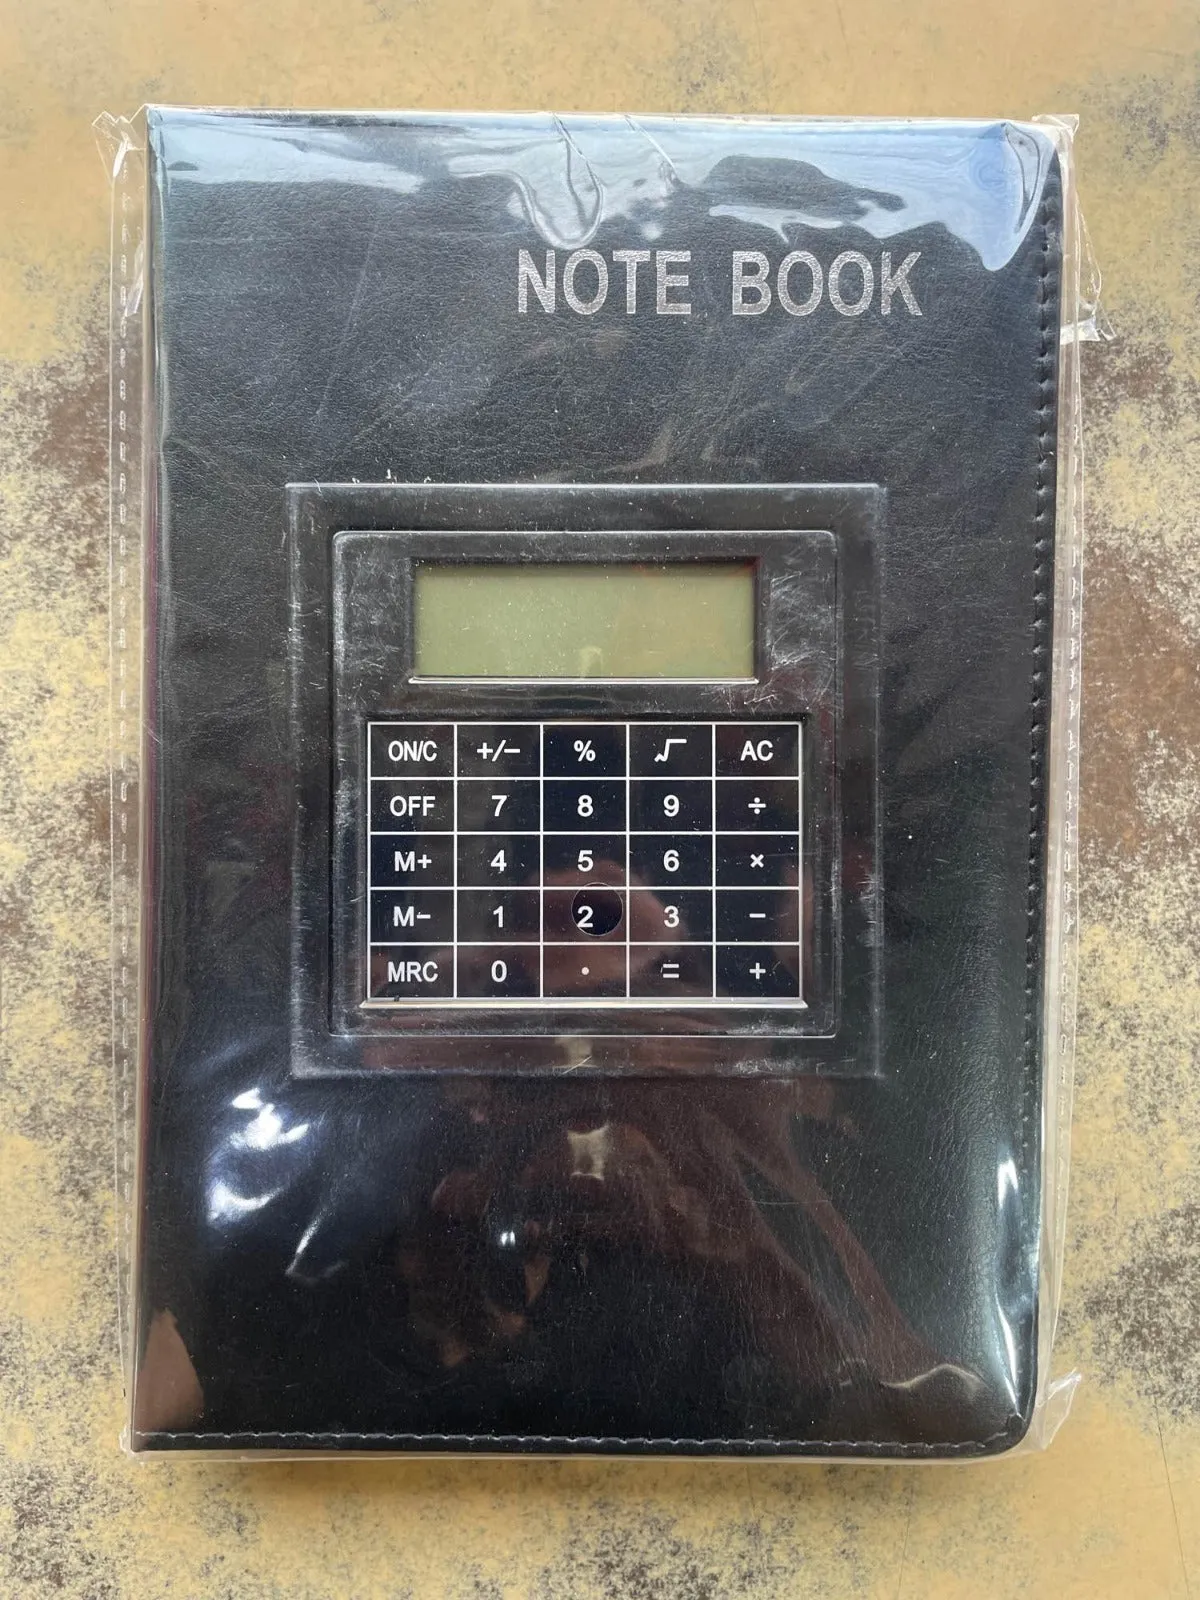 NOTE BOOK
ON/C +/− % √ AC
OFF 7 8 9 ÷
M+ 4 5 6 ×
M− 1 2 3 −
MRC 0 . = +